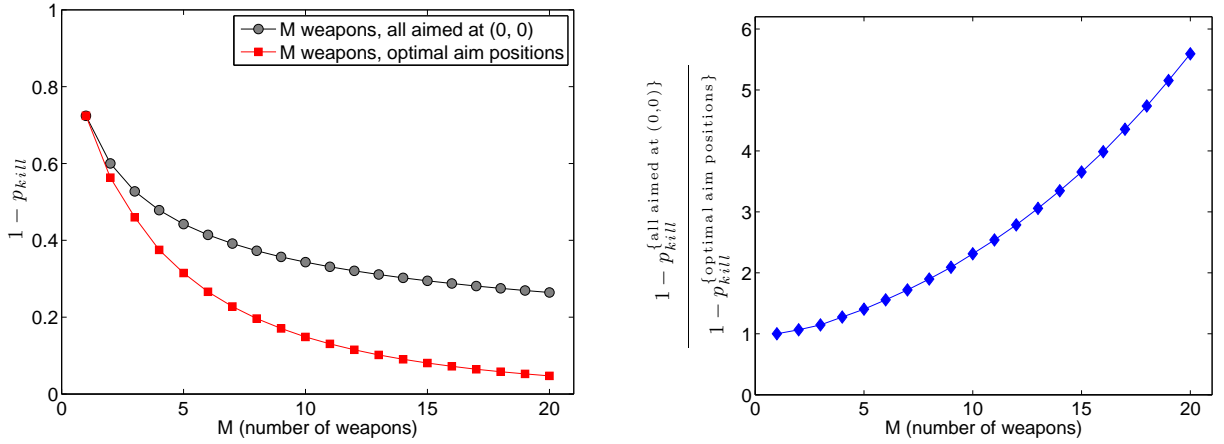 1
0.8
0.6
0.4
0.2
0
1 − p_kill
M weapons, all aimed at (0, 0)
M weapons, optimal aim positions
0 5 10 15 20
M (number of weapons)
1 − p_kill^{all aimed at (0,0)}
1 − p_kill^{optimal aim positions}
6
5
4
3
2
1
0
0 5 10 15 20
M (number of weapons)